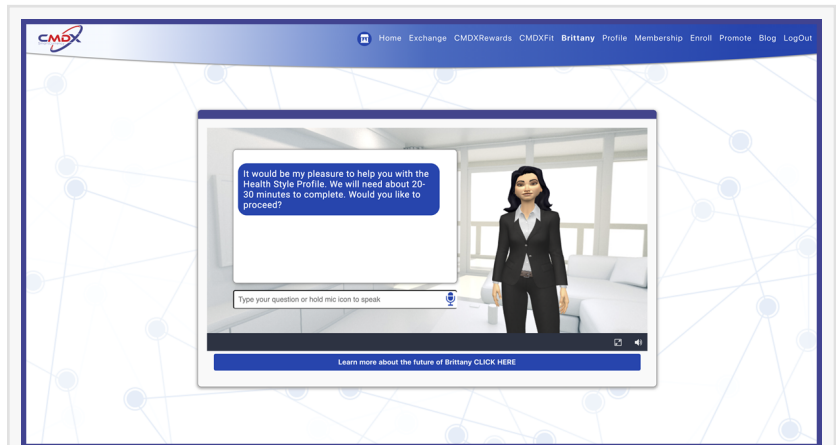 CMDX
Home Exchange CMDXRewards CMDXFit Brittany Profile Membership Enroll Promote Blog LogOut
It would be my pleasure to help you with the
Health Style Profile. We will need about 20-
30 minutes to complete. Would you like to
proceed?
Type your question or hold mic icon to speak
Learn more about the future of Brittany CLICK HERE